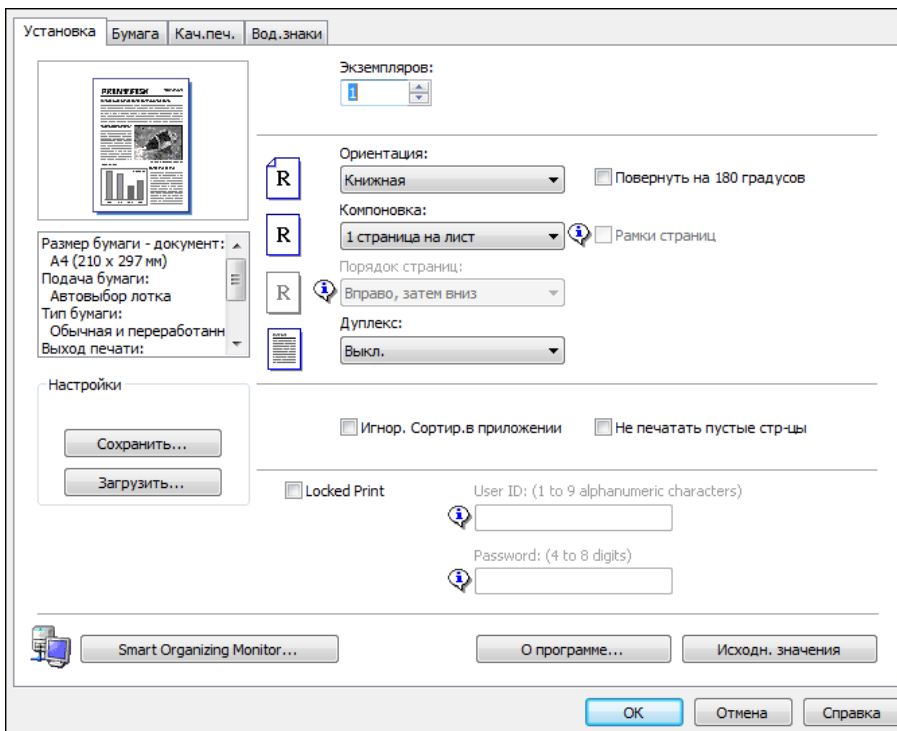 Установка
Бумага
Кач.печ.
Вод.знаки
PRINTFISH
Размер бумаги - документ:
A4 (210 x 297 мм)
Подача бумаги:
Автовыбор лотка
Тип бумаги:
Обычная и переработанн
Выход печати:
Настройки
Сохранить...
Загрузить...
Экземпляров:
1
R
Ориентация:
Книжная
Повернуть на 180 градусов
R
Компоновка:
1 страница на лист
Рамки страниц
R
Порядок страниц:
Вправо, затем вниз
Дуплекс:
Выкл.
Игнор. Сортир.в приложении
Не печатать пустые стр-цы
Locked Print
User ID: (1 to 9 alphanumeric characters)
Password: (4 to 8 digits)
Smart Organizing Monitor...
О программе...
Исходн. значения
OK
Отмена
Справка